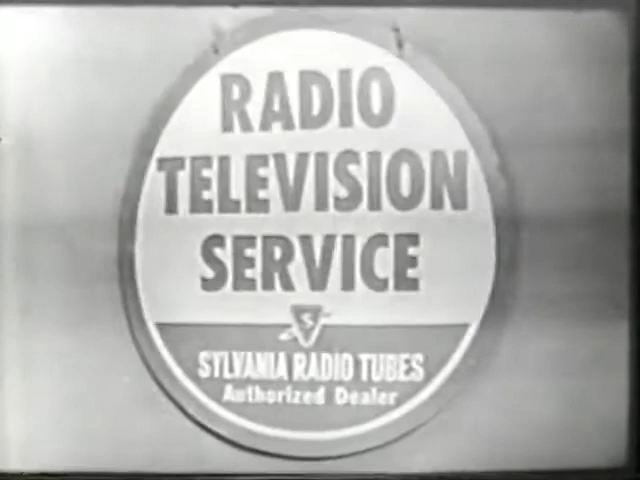 RADIO
TELEVISION
SERVICE
S
SYLVANIA RADIO TUBES
Authorized Dealer